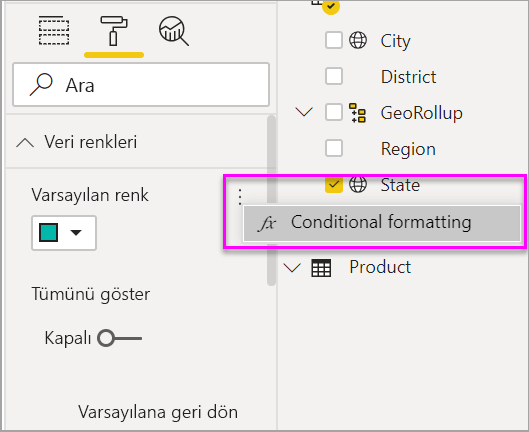 Ara
Veri renkleri
Varsayılan renk
Tümünü göster
Kapalı
Varsayılana geri dön
City
District
GeoRollup
Region
State
fx Conditional formatting
Product